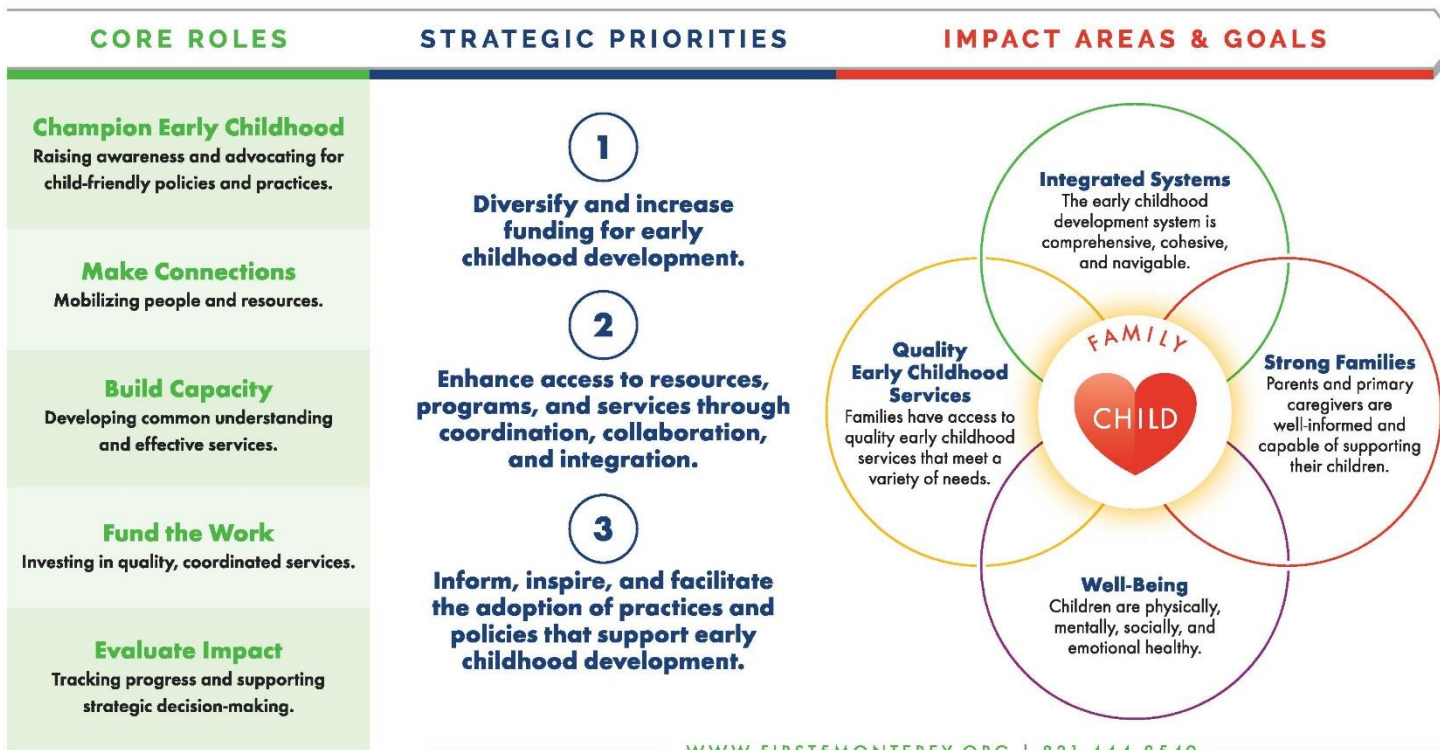 CORE ROLES
STRATEGIC PRIORITIES
IMPACT AREAS & GOALS
Champion Early Childhood
Raising awareness and advocating for
child-friendly policies and practices.
Make Connections
Mobilizing people and resources.
Build Capacity
Developing common understanding
and effective services.
Fund the Work
Investing in quality, coordinated services.
Evaluate Impact
Tracking progress and supporting
strategic decision-making.
1
Diversify and increase
funding for early
childhood development.
2
Enhance access to resources,
programs, and services through
coordination, collaboration,
and integration.
3
Inform, inspire, and facilitate
the adoption of practices and
policies that support early
childhood development.
Integrated Systems
The early childhood
development system is
comprehensive, cohesive,
and navigable.
Quality
Early Childhood
Services
Families have access to
quality early childhood
services that meet a
variety of needs.
FAMILY
CHILD
Strong Families
Parents and primary
caregivers are
well-informed and
capable of supporting
their children.
Well-Being
Children are physically,
mentally, socially, and
emotional healthy.
WWW.FIRST5MONTEREY.ORG | 831-444-8549